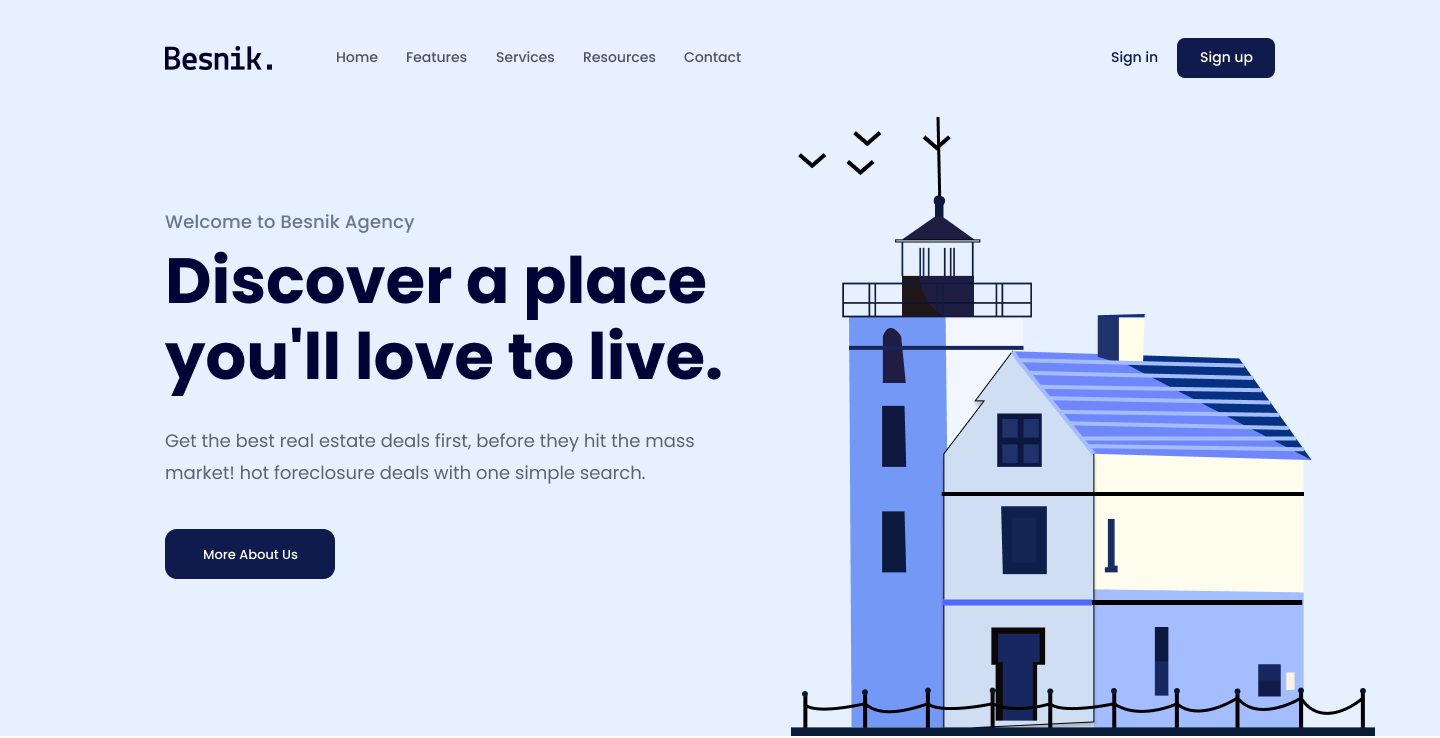 Besnik.
Home Features Services Resources Contact
Sign in
Sign up
Welcome to Besnik Agency
Discover a place
you'll love to live.
Get the best real estate deals first, before they hit the mass
market! hot foreclosure deals with one simple search.
More About Us